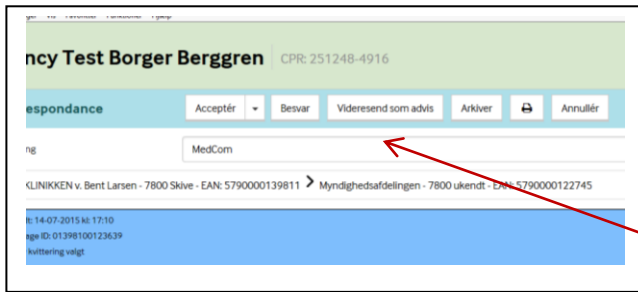 ncy Test Borger Berggren CPR: 251248-4916
espondance Acceptér Besvar Videresend som advis Arkiver Annullér
ng MedCom
KLINIKKEN v. Bent Larsen - 7800 Skive - EAN: 5790000139811 > Myndighedsafdelingen - 7800 ukendt - EAN: 5790000122745
t: 14-07-2015 kl: 17:10
age ID: 01398100123639
kvittering valgt